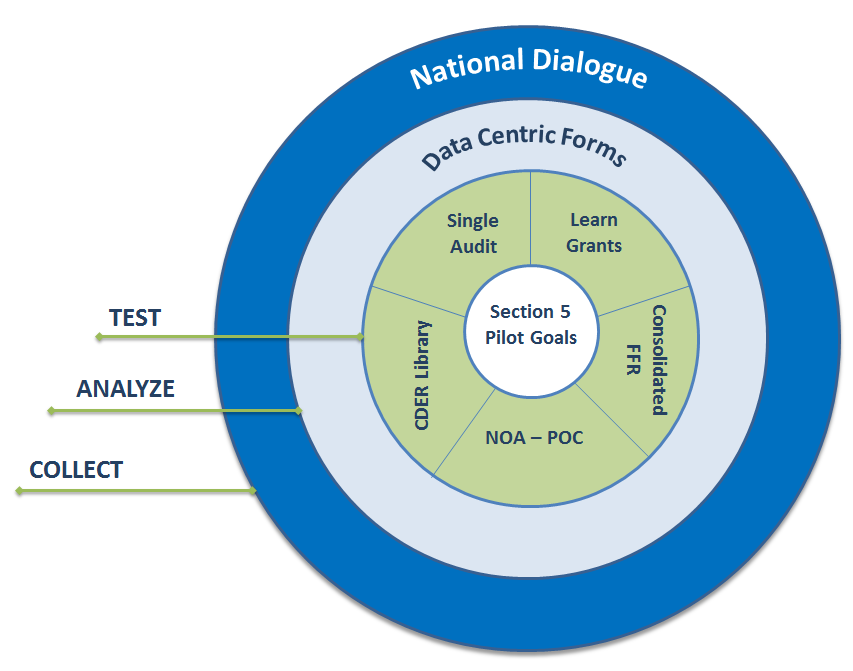 National Dialogue
Data Centric Forms
Single
Audit
Learn
Grants
Section 5
Pilot Goals
Consolidated
FFR
CDER Library
NOA – POC
TEST
ANALYZE
COLLECT